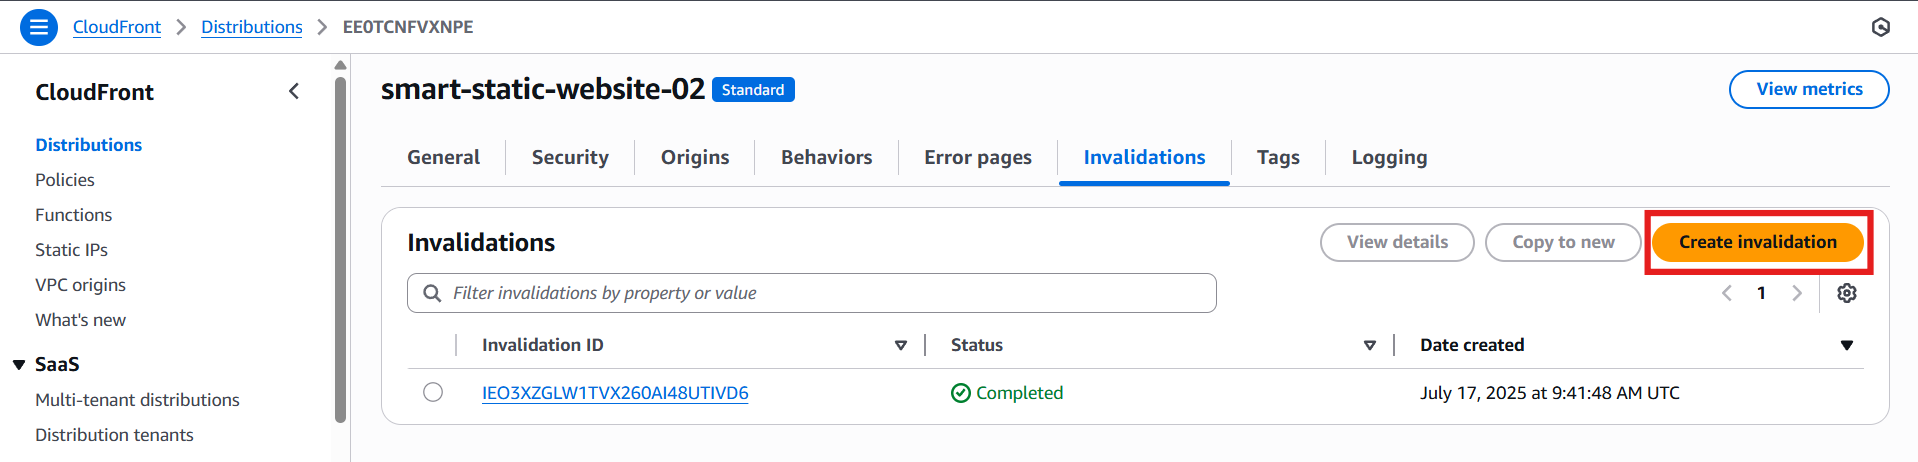 CloudFront > Distributions > EE0TCNFVXNPE
CloudFront
Distributions
Policies
Functions
Static IPs
VPC origins
What's new
SaaS
Multi-tenant distributions
Distribution tenants
smart-static-website-02 Standard
View metrics
General Security Origins Behaviors Error pages Invalidations Tags Logging
Invalidations
View details Copy to new Create invalidation
Filter invalidations by property or value
1
Invalidation ID Status Date created
IEO3XZGLW1TVX260AI48UTIVD6 Completed July 17, 2025 at 9:41:48 AM UTC